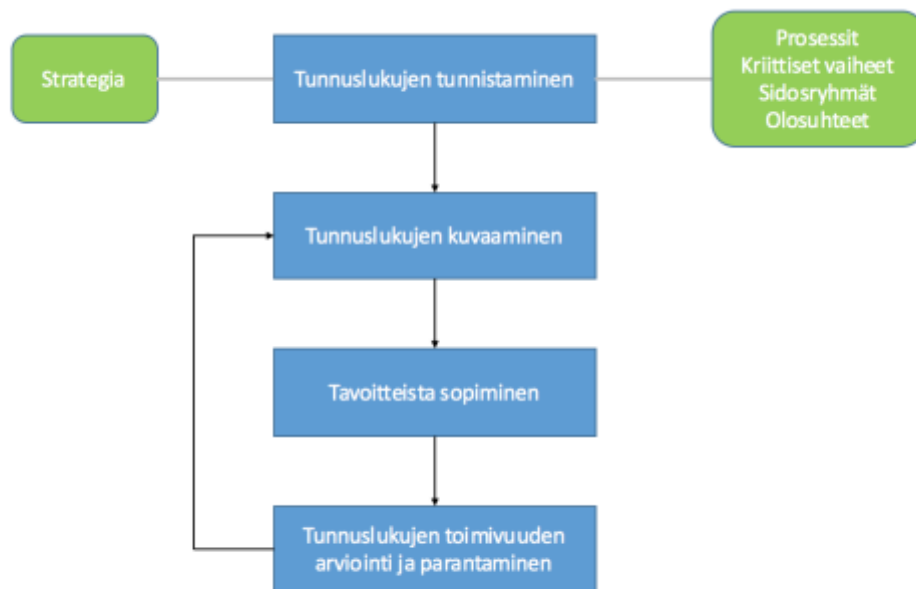 Strategia
Tunnuslukujen tunnistaminen
Prosessit
Kriittiset vaiheet
Sidosryhmät
Olosuhteet
Tunnuslukujen kuvaaminen
Tavoitteista sopiminen
Tunnuslukujen toimivuuden
arviointi ja parantaminen